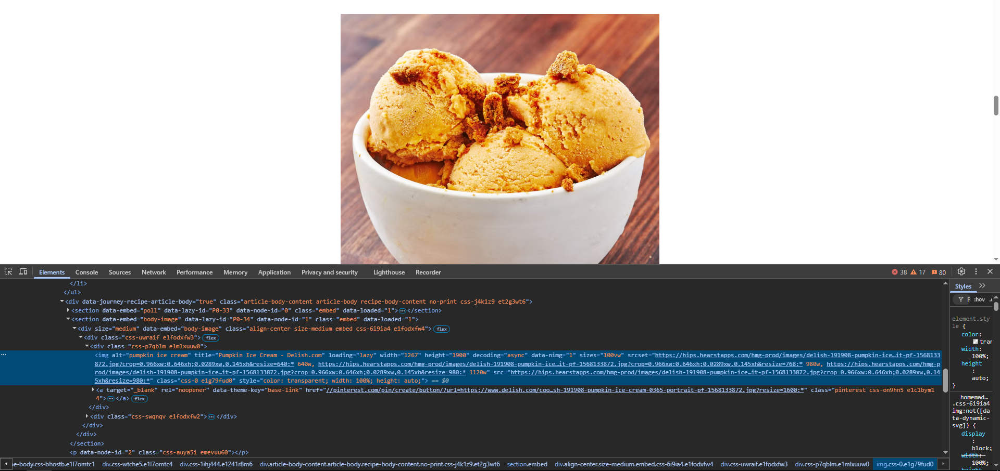 Elements Console Sources Network Performance Memory Application Privacy and security Lighthouse Recorder 38 17 80
</li>
</ul>
<div data-journey-recipe-article-body="true" class="article-body-content article-body recipe-body-content no-print css-j4k1z9 et2g3wt6">
<section data-embed="poll" data-lazy-id="P0-33" data-node-id="0" class="embed" data-loaded="1">…</section>
<section data-embed="body-image" data-lazy-id="P0-34" data-node-id="1" class="embed" data-loaded="1">
<div size="medium" data-embed="body-image" class="align-center size-medium embed css-6i9ia4 e1fodxfw4"> flex
<div class="css-uwraif e1fodxfw3"> flex
<div class="css-p7qblm e1mlxuuw0">
<img alt="pumpkin ice cream" title="Pumpkin Ice Cream - Delish.com" loading="lazy" width="1267" height="1900" decoding="async" data-nimg="1" sizes="100vw" srcset="https://hips.hearstapps.com/hmg-prod/images/delish-191908-pumpkin-ice…it-pf-1568133
872.jpg?crop=0.966xw:0.646xh;0.0289xw,0.145xh&resize=640:* 640w, https://hips.hearstapps.com/hmg-prod/images/delish-191908-pumpkin-ice…it-pf-1568133872.jpg?crop=0.966xw:0.646xh;0.0289xw,0.145xh&resize=768:* 980w, https://hips.hearstapps.com/hmg-p
rod/images/delish-191908-pumpkin-ice…it-pf-1568133872.jpg?crop=0.966xw:0.646xh;0.0289xw,0.145xh&resize=980:* 1120w" src="https://hips.hearstapps.com/hmg-prod/images/delish-191908-pumpkin-ice…it-pf-1568133872.jpg?crop=0.966xw:0.646xh;0.0289xw,0.14
5xh&resize=980:*" class="css-0 e1g79fud0" style="color: transparent; width: 100%; height: auto;"> == $0
<a target="_blank" rel="noopener" data-theme-key="base-link" href="//pinterest.com/pin/create/button/?url=https://www.delish.com/coo…sh-191908-pumpkin-ice-cream-0365-portrait-pf-1568133872.jpg?resize=1600:*" class="pinterest css-on9hn5 e1c1bym1
4">…</a> flex
</div>
<div class="css-swqnqv e1fodxfw2">…</div>
</div>
</div>
</section>
<p data-node-id="2" class="css-auya5i emevuu60"></p>
pe-body.css-bhostb.e1l7omtc1 div.css-wtche5.e1l7omtc4 div.css-1ihj444.e1241r8m6 div.article-body-content.article-body.recipe-body-content.no-print.css-j4k1z9.et2g3wt6 section.embed div.align-center.size-medium.embed.css-6i9ia4.e1fodxfw4 div.css-uwraif.e1fodxfw3 div.css-p7qblm.e1mlxuuw0 img.css-0.e1g79fud0
Styles
F :hov .c
element.sty
le {
color:
tran
width:
100%;
height
:
auto;
}
homemad…
.css-6i9ia4
img:not([da
ta-dynamic-
svg]) {
display
:
block;
width:
100%;
height